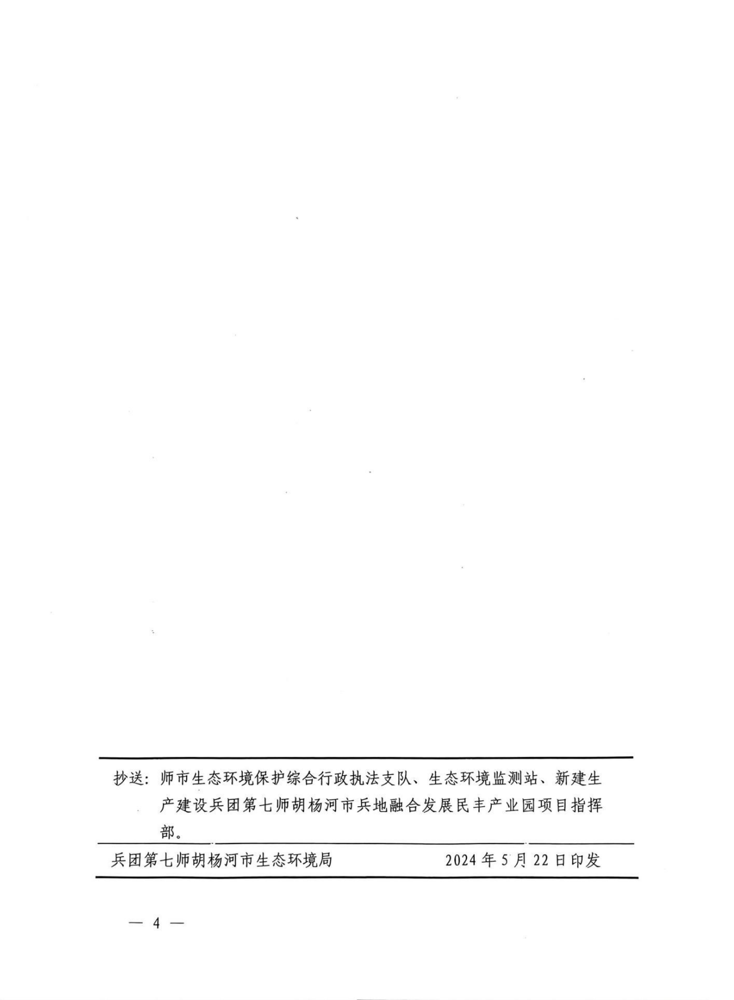 抄送：师市生态环境保护综合行政执法支队、生态环境监测站、新建生
产建设兵团第七师胡杨河市兵地融合发展民丰产业园项目指挥
部。
兵团第七师胡杨河市生态环境局 2024年5月22日印发
— 4 —